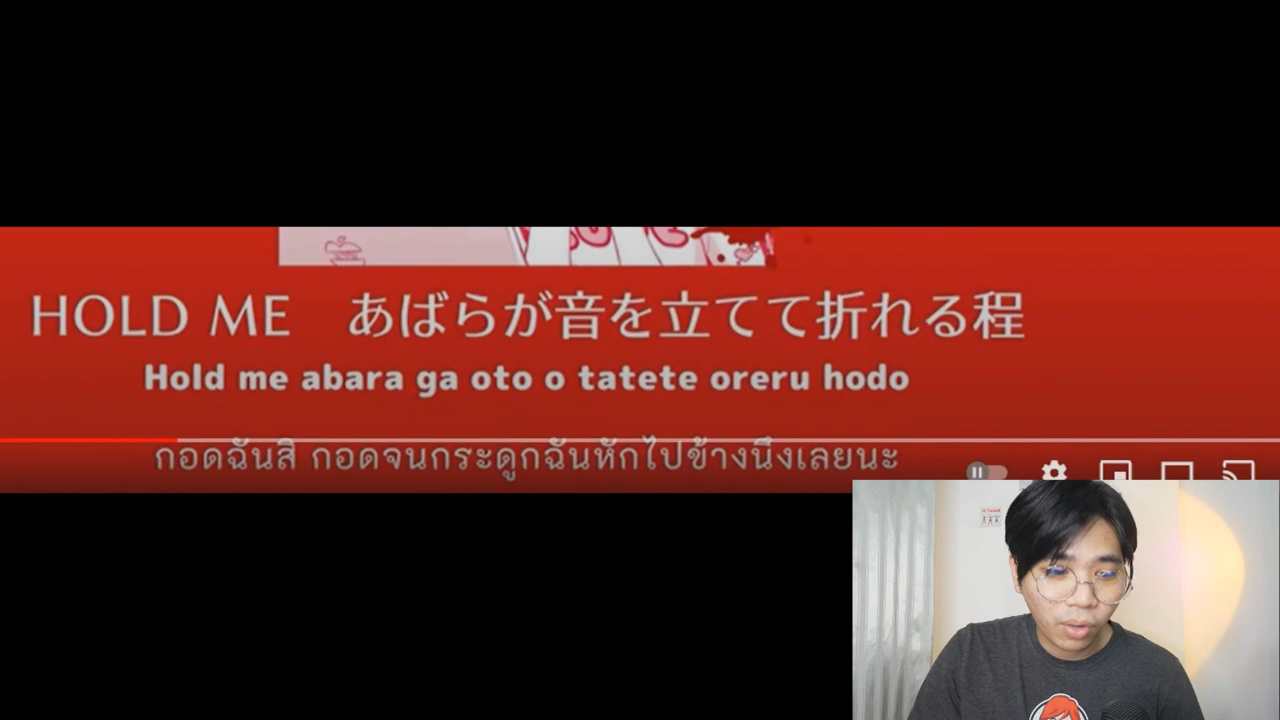 HOLD ME　あばらが音を立てて折れる程
Hold me abara ga oto o tatete oreru hodo
กอดฉันสิ กอดจนกระดูกฉันหักไปข้างนึงเลยนะ